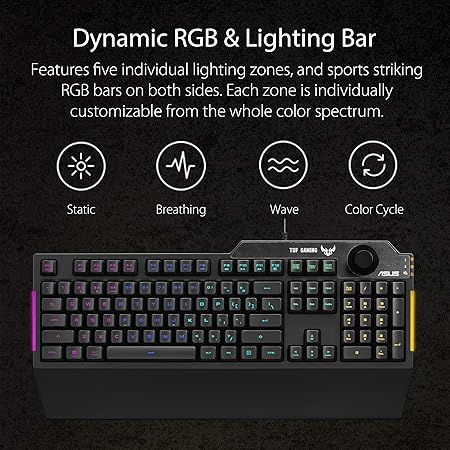 Dynamic RGB & Lighting Bar
Features five individual lighting zones, and sports striking
RGB bars on both sides. Each zone is individually
customizable from the whole color spectrum.
Static
Breathing
Wave
Color Cycle
TUF GAMING
ASUS